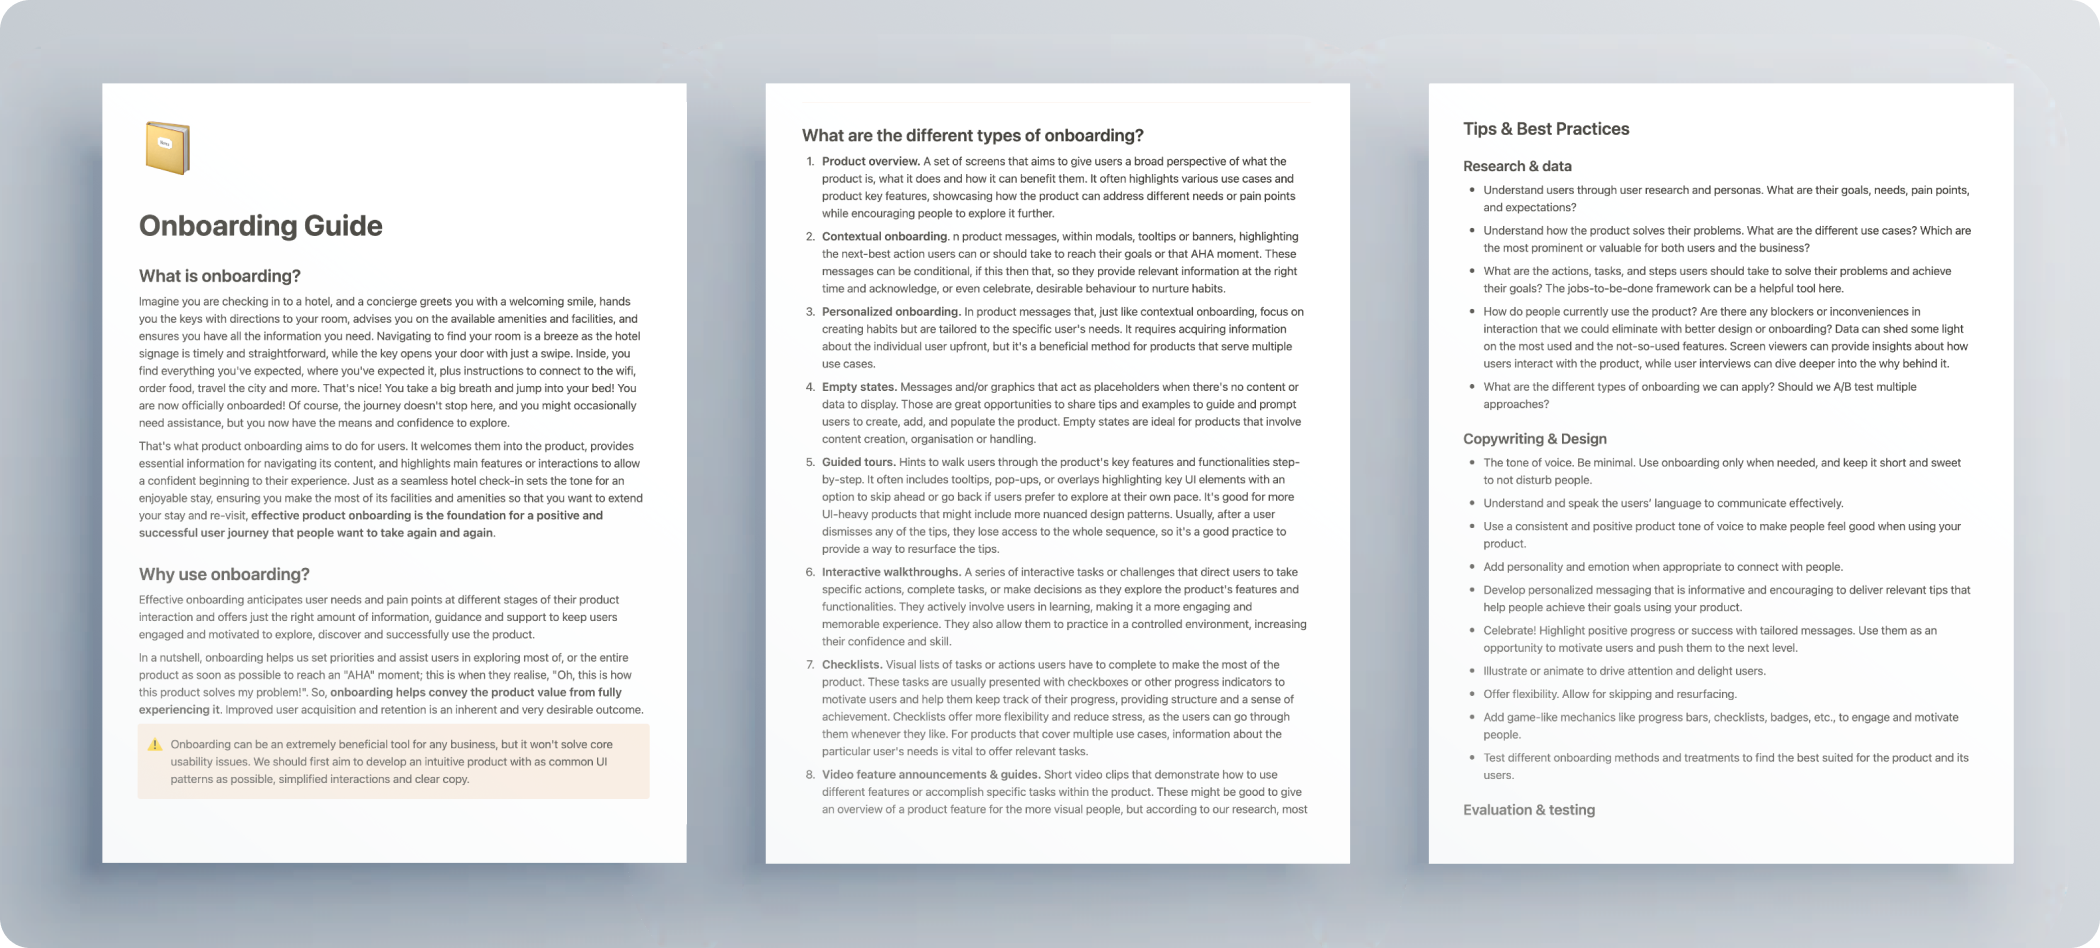 Onboarding Guide
What is onboarding?
Imagine you are checking in to a hotel, and a concierge greets you with a welcoming smile, hands
you the keys with directions to your room, advises you on the available amenities and facilities, and
ensures you have all the information you need. Navigating to find your room is a breeze as the hotel
signage is timely and straightforward, while the key opens your door with just a swipe. Inside, you
find everything you've expected, where you've expected it, plus instructions to connect to the wifi,
order food, travel the city and more. That's nice! You take a big breath and jump into your bed! You
are now officially onboarded! Of course, the journey doesn't stop here, and you might occasionally
need assistance, but you now have the means and confidence to explore.
That's what product onboarding aims to do for users. It welcomes them into the product, provides
essential information for navigating its content, and highlights main features or interactions to allow
a confident beginning to their experience. Just as a seamless hotel check-in sets the tone for an
enjoyable stay, ensuring you make the most of its facilities and amenities so that you want to extend
your stay and re-visit, effective product onboarding is the foundation for a positive and
successful user journey that people want to take again and again.
Why use onboarding?
Effective onboarding anticipates user needs and pain points at different stages of their product
interaction and offers just the right amount of information, guidance and support to keep users
engaged and motivated to explore, discover and successfully use the product.
In a nutshell, onboarding helps us set priorities and assist users in exploring most of, or the entire
product as soon as possible to reach an "AHA" moment; this is when they realise, "Oh, this is how
this product solves my problem!". So, onboarding helps convey the product value from fully
experiencing it. Improved user acquisition and retention is an inherent and very desirable outcome.
Onboarding can be an extremely beneficial tool for any business, but it won't solve core
usability issues. We should first aim to develop an intuitive product with as common UI
patterns as possible, simplified interactions and clear copy.
What are the different types of onboarding?
1. Product overview. A set of screens that aims to give users a broad perspective of what the
product is, what it does and how it can benefit them. It often highlights various use cases and
product key features, showcasing how the product can address different needs or pain points
while encouraging people to explore it further.
2. Contextual onboarding. n product messages, within modals, tooltips or banners, highlighting
the next-best action users can or should take to reach their goals or that AHA moment. These
messages can be conditional, if this then that, so they provide relevant information at the right
time and acknowledge, or even celebrate, desirable behaviour to nurture habits.
3. Personalized onboarding. In product messages that, just like contextual onboarding, focus on
creating habits but are tailored to the specific user's needs. It requires acquiring information
about the individual user upfront, but it's a beneficial method for products that serve multiple
use cases.
4. Empty states. Messages and/or graphics that act as placeholders when there's no content or
data to display. Those are great opportunities to share tips and examples to guide and prompt
users to create, add, and populate the product. Empty states are ideal for products that involve
content creation, organisation or handling.
5. Guided tours. Hints to walk users through the product's key features and functionalities step-
by-step. It often includes tooltips, pop-ups, or overlays highlighting key UI elements with an
option to skip ahead or go back if users prefer to explore at their own pace. It's good for more
UI-heavy products that might include more nuanced design patterns. Usually, after a user
dismisses any of the tips, they lose access to the whole sequence, so it's a good practice to
provide a way to resurface the tips.
6. Interactive walkthroughs. A series of interactive tasks or challenges that direct users to take
specific actions, complete tasks, or make decisions as they explore the product's features and
functionalities. They actively involve users in learning, making it a more engaging and
memorable experience. They also allow them to practice in a controlled environment, increasing
their confidence and skill.
7. Checklists. Visual lists of tasks or actions users have to complete to make the most of the
product. These tasks are usually presented with checkboxes or other progress indicators to
motivate users and help them keep track of their progress, providing structure and a sense of
achievement. Checklists offer more flexibility and reduce stress, as the users can go through
them whenever they like. For products that cover multiple use cases, information about the
particular user's needs is vital to offer relevant tasks.
8. Video feature announcements & guides. Short video clips that demonstrate how to use
different features or accomplish specific tasks within the product. These might be good to give
an overview of a product feature for the more visual people, but according to our research, most
Tips & Best Practices
Research & data
• Understand users through user research and personas. What are their goals, needs, pain points,
and expectations?
• Understand how the product solves their problems. What are the different use cases? Which are
the most prominent or valuable for both users and the business?
• What are the actions, tasks, and steps users should take to solve their problems and achieve
their goals? The jobs-to-be-done framework can be a helpful tool here.
• How do people currently use the product? Are there any blockers or inconveniences in
interaction that we could eliminate with better design or onboarding? Data can shed some light
on the most used and the not-so-used features. Screen viewers can provide insights about how
users interact with the product, while user interviews can dive deeper into the why behind it.
• What are the different types of onboarding we can apply? Should we A/B test multiple
approaches?
Copywriting & Design
• The tone of voice. Be minimal. Use onboarding only when needed, and keep it short and sweet
to not disturb people.
• Understand and speak the users’ language to communicate effectively.
• Use a consistent and positive product tone of voice to make people feel good when using your
product.
• Add personality and emotion when appropriate to connect with people.
• Develop personalized messaging that is informative and encouraging to deliver relevant tips that
help people achieve their goals using your product.
• Celebrate! Highlight positive progress or success with tailored messages. Use them as an
opportunity to motivate users and push them to the next level.
• Illustrate or animate to drive attention and delight users.
• Offer flexibility. Allow for skipping and resurfacing.
• Add game-like mechanics like progress bars, checklists, badges, etc., to engage and motivate
people.
• Test different onboarding methods and treatments to find the best suited for the product and its
users.
Evaluation & testing